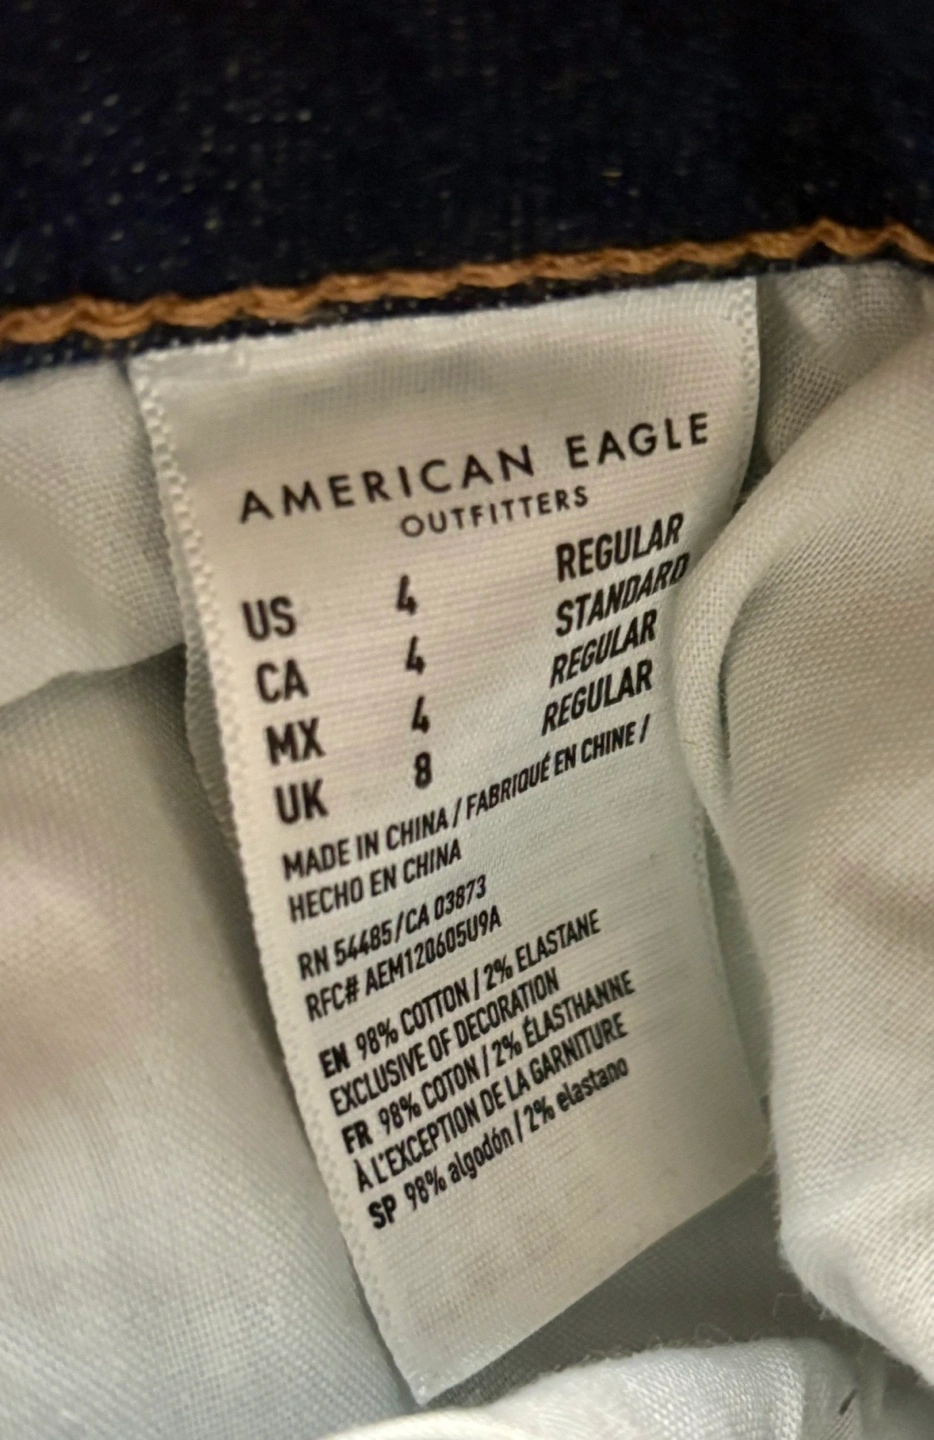 AMERICAN EAGLE
OUTFITTERS
US 4 REGULAR
CA 4 STANDARD
MX 4 REGULAR
UK 8 REGULAR
MADE IN CHINA / FABRIQUÉ EN CHINE /
HECHO EN CHINA
RN 54485/CA 03873
RFC# AEM120605U9A
EN 98% COTTON / 2% ELASTANE
EXCLUSIVE OF DECORATION
FR 98% COTON / 2% ÉLASTHANNE
À L'EXCEPTION DE LA GARNITURE
SP 98% algodón / 2% elastano